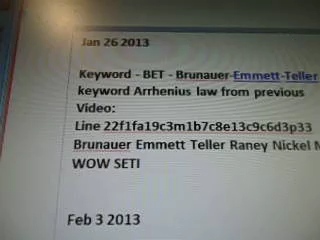 Jan 26 2013
Keyword - BET - Brunauer-Emmett-Teller
keyword Arrhenius law from previous
Video:
Line 22f1fa19c3m1b7c8e13c9c6d3p33
Brunauer Emmett Teller Raney Nickel
WOW SETI
Feb 3 2013